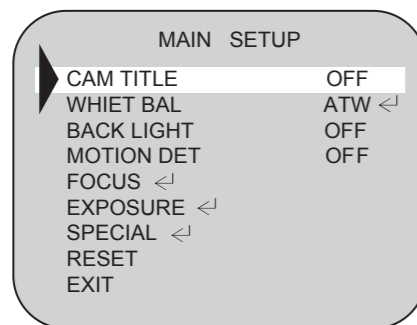 MAIN SETUP
CAM TITLE OFF
WHIET BAL ATW ↵
BACK LIGHT OFF
MOTION DET OFF
FOCUS ↵
EXPOSURE ↵
SPECIAL ↵
RESET
EXIT